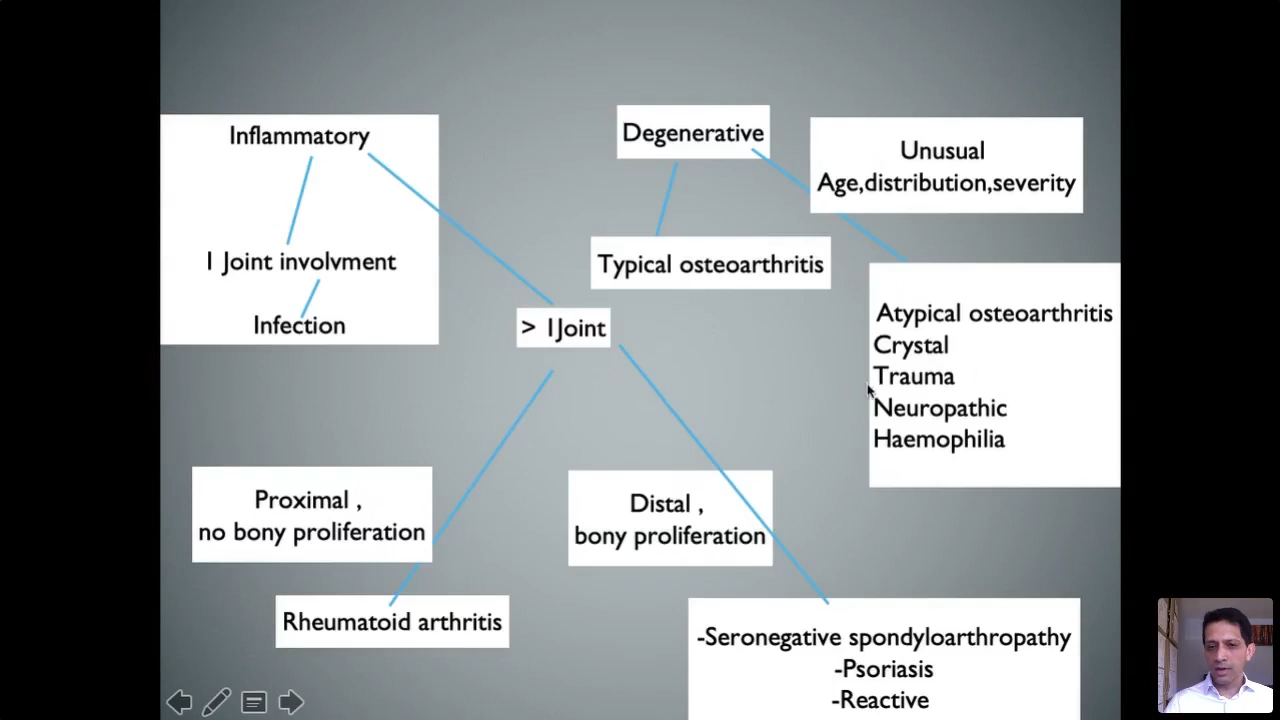 Inflammatory
1 Joint involvment
Infection
Degenerative
Unusual
Age,distribution,severity
Typical osteoarthritis
> 1Joint
Atypical osteoarthritis
Crystal
Trauma
Neuropathic
Haemophilia
Proximal ,
no bony proliferation
Distal ,
bony proliferation
Rheumatoid arthritis
-Seronegative spondyloarthropathy
-Psoriasis
-Reactive